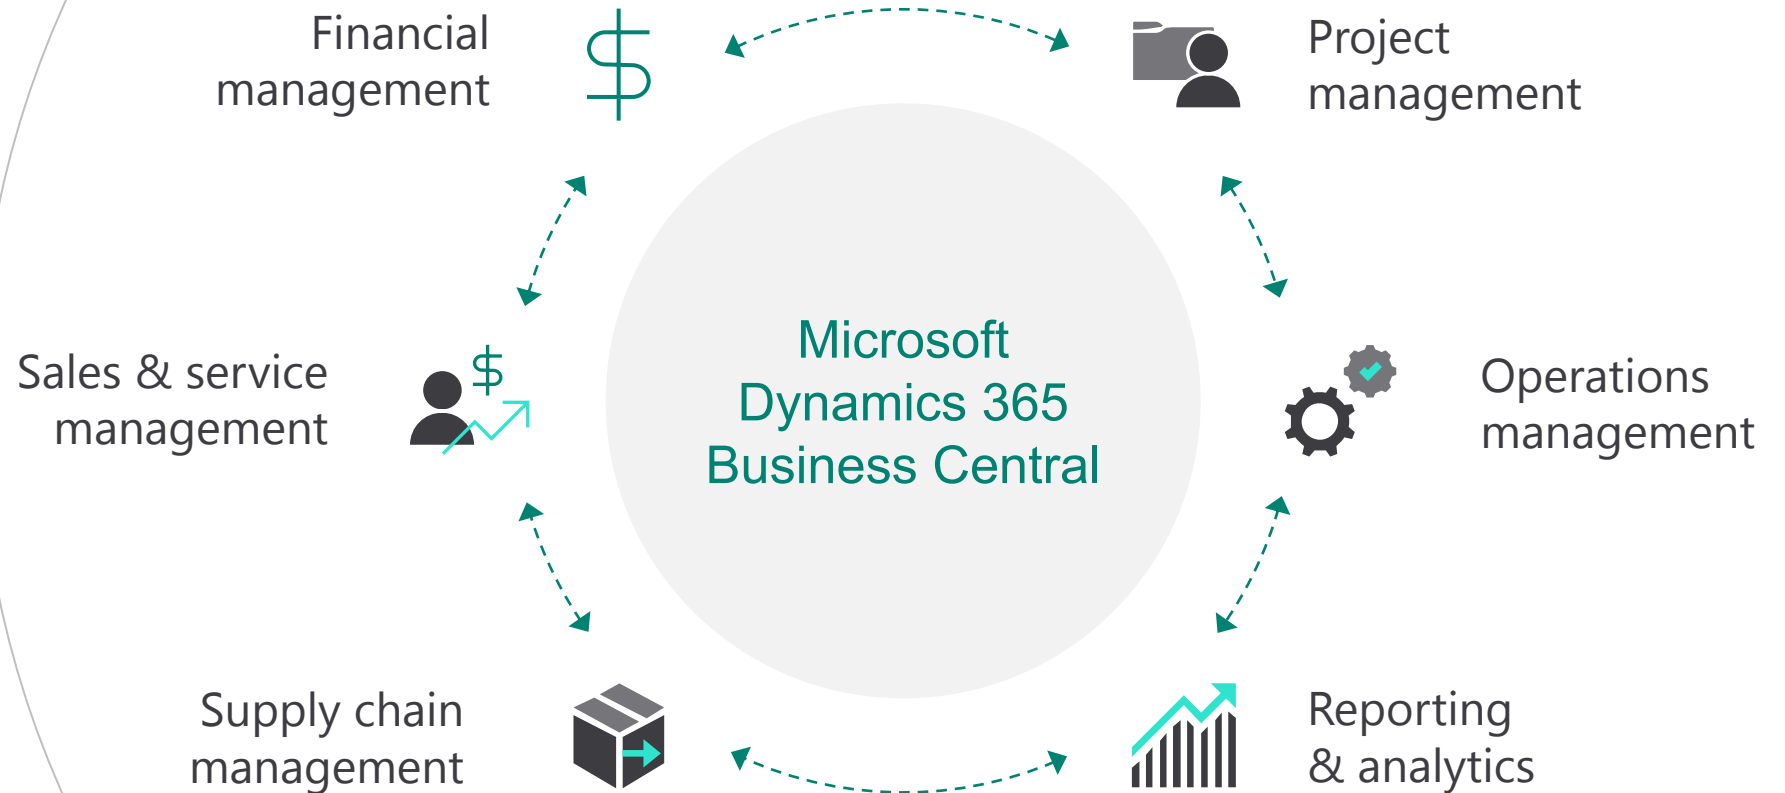 Financial
management
Project
management
Sales & service
management
Microsoft
Dynamics 365
Business Central
Operations
management
Supply chain
management
Reporting
& analytics